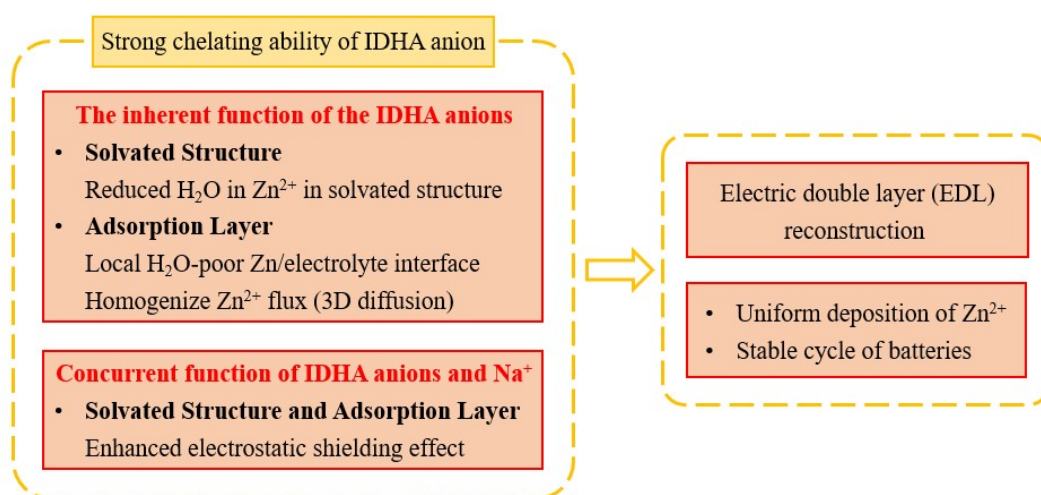 Strong chelating ability of IDHA anion
The inherent function of the IDHA anions
• Solvated Structure
Reduced H₂O in Zn²⁺ in solvated structure
• Adsorption Layer
Local H₂O-poor Zn/electrolyte interface
Homogenize Zn²⁺ flux (3D diffusion)
Concurrent function of IDHA anions and Na⁺
• Solvated Structure and Adsorption Layer
Enhanced electrostatic shielding effect
Electric double layer (EDL)
reconstruction
• Uniform deposition of Zn²⁺
• Stable cycle of batteries